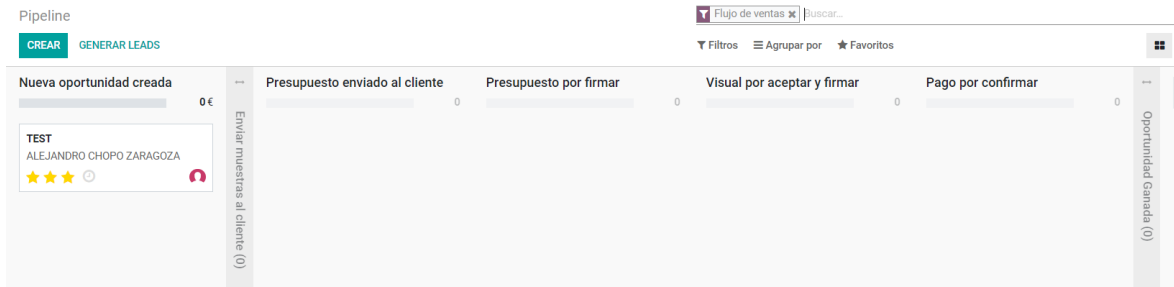 Pipeline
Flujo de ventas ×
Buscar...
CREAR
GENERAR LEADS
Filtros
Agrupar por
Favoritos
Nueva oportunidad creada
0 €
TEST
ALEJANDRO CHOPO ZARAGOZA
Enviar muestras al cliente (0)
Presupuesto enviado al cliente
0
Presupuesto por firmar
0
Visual por aceptar y firmar
0
Pago por confirmar
0
Oportunidad Ganada (0)